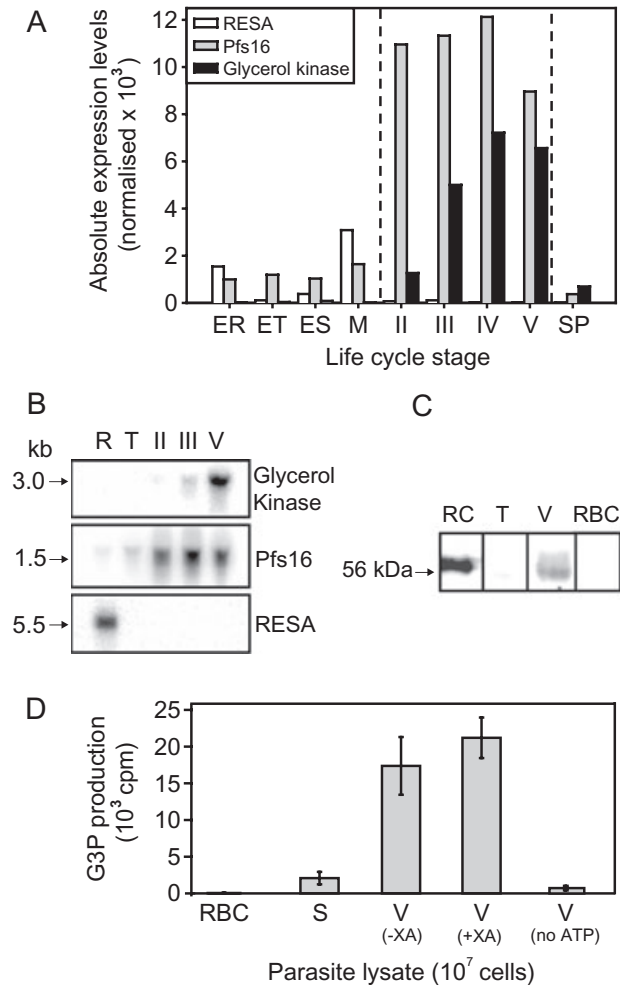 A
RESA
Pfs16
Glycerol kinase
Absolute expression levels
(normalised x 10³)
12
10
8
6
4
2
0
ER ET ES M II III IV V SP
Life cycle stage
B
kb
R T II III V
3.0
Glycerol
Kinase
1.5
Pfs16
5.5
RESA
C
RC T V RBC
56 kDa
D
G3P production
(10³ cpm)
25
20
15
10
5
0
RBC S V V V
(-XA) (+XA) (no ATP)
Parasite lysate (10⁷ cells)